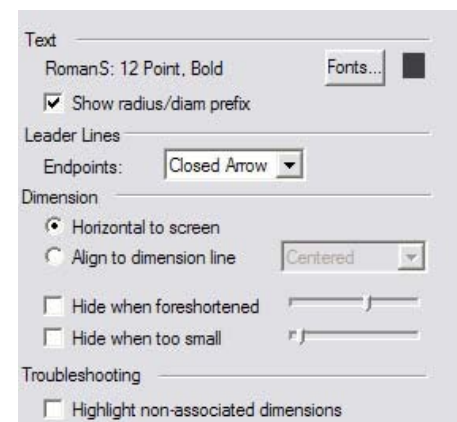 Text
RomanS: 12 Point, Bold Fonts...
Show radius/diam prefix
Leader Lines
Endpoints: Closed Arrow
Dimension
Horizontal to screen
Align to dimension line Centered
Hide when foreshortened
Hide when too small
Troubleshooting
Highlight non-associated dimensions